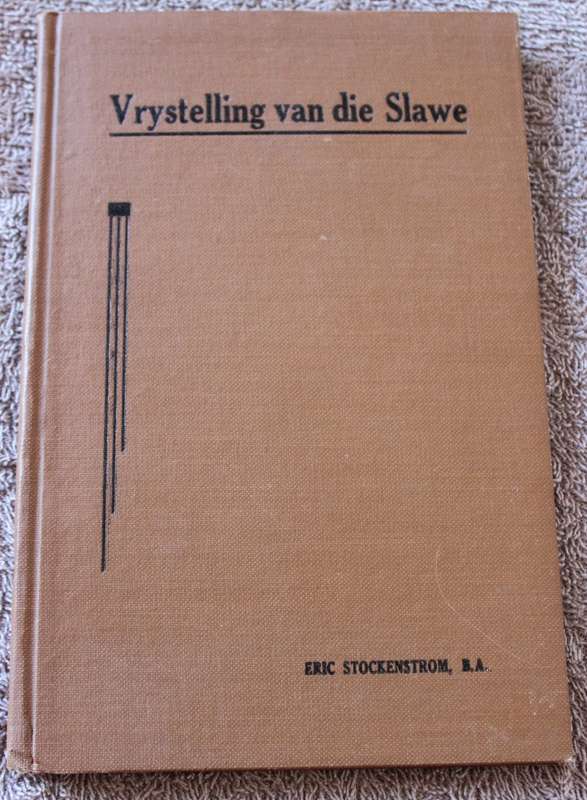 Vrystelling van die Slawe
ERIC STOCKENSTROM, B.A.